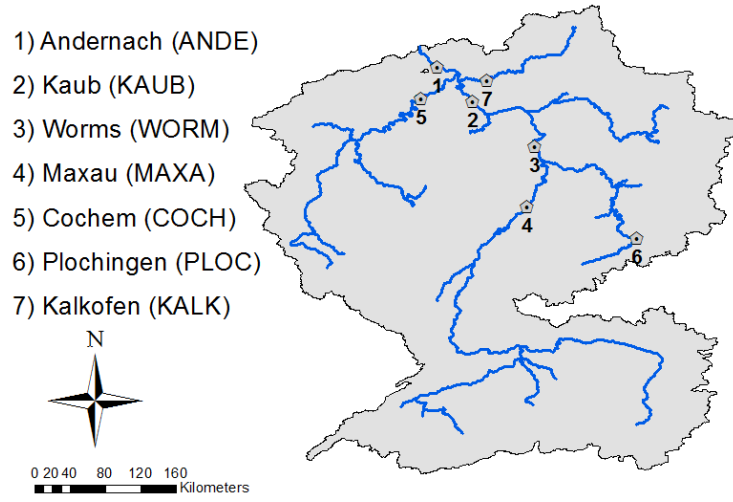 1) Andernach (ANDE)
2) Kaub (KAUB)
3) Worms (WORM)
4) Maxau (MAXA)
5) Cochem (COCH)
6) Plochingen (PLOC)
7) Kalkofen (KALK)
1
7
5
2
3
4
6
N
0 20 40 80 120 160
Kilometers